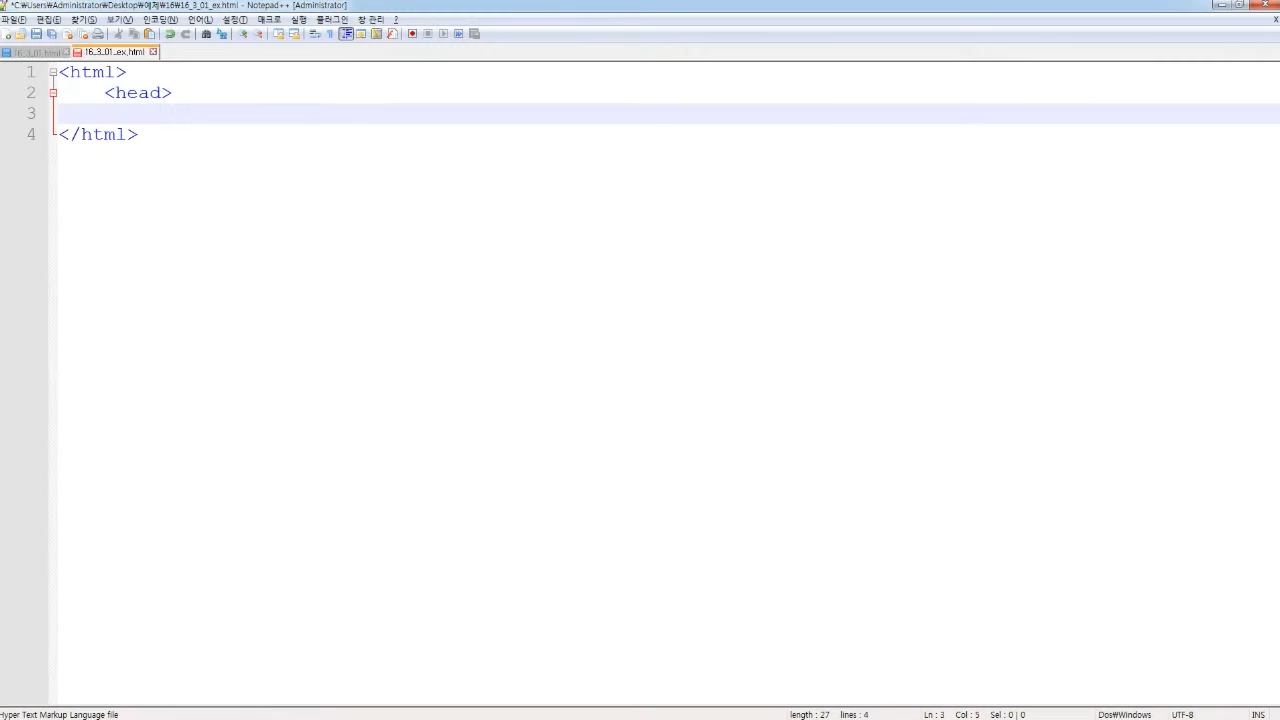 *C:₩Users₩Administrator₩Desktop₩예제₩16₩16_3_01_ex.html - Notepad++ [Administrator]
파일(F) 편집(E) 찾기(S) 보기(V) 인코딩(N) 언어(L) 설정(T) 매크로 실행 플러그인 창 관리 ? X
16_3_01.html 16_3_01_ex.html
1 <html>
2 <head>
3
4 </html>
Hyper Text Markup Language file length : 27 lines : 4 Ln : 3 Col : 5 Sel : 0 | 0 Dos₩Windows UTF-8 INS